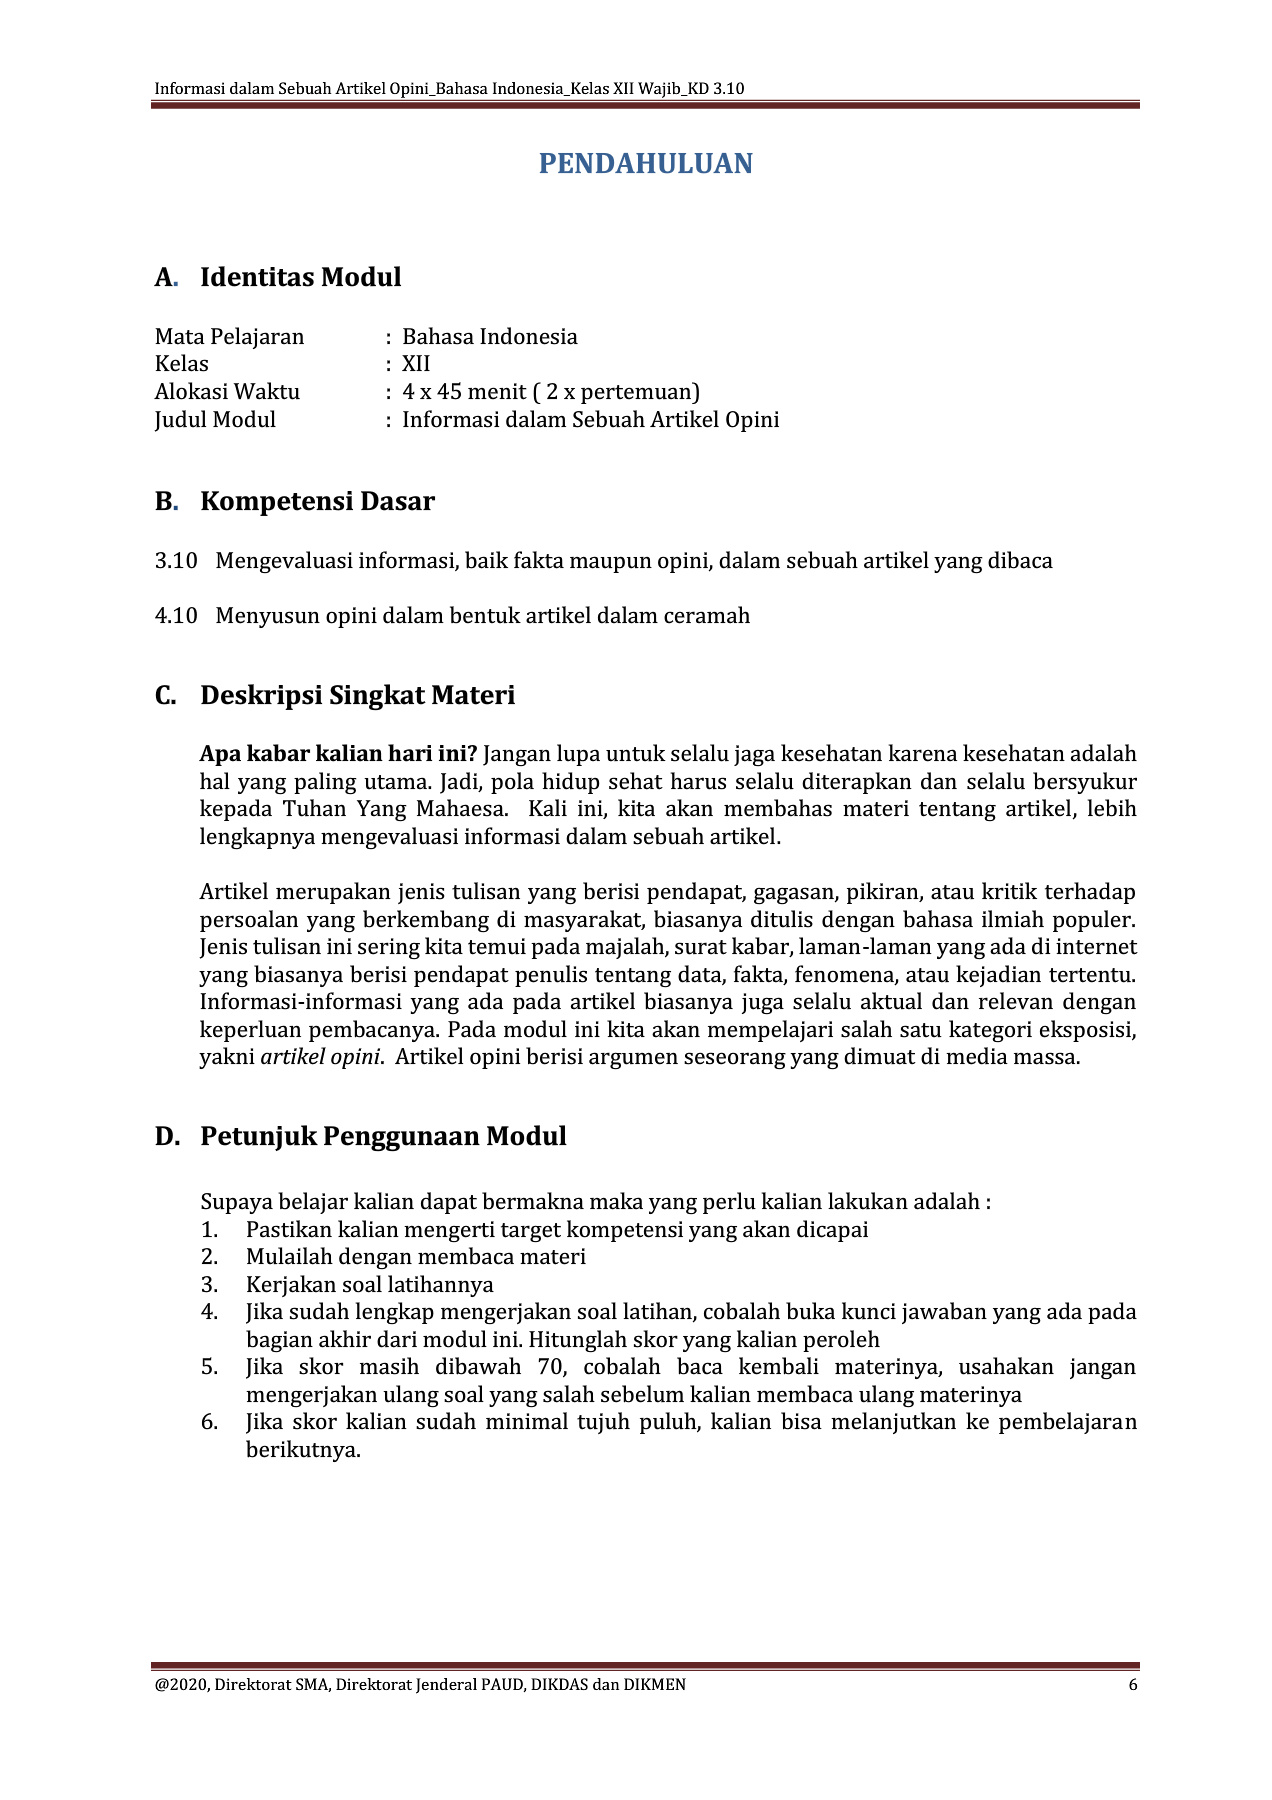 Informasi dalam Sebuah Artikel Opini_Bahasa Indonesia_Kelas XII Wajib_KD 3.10
PENDAHULUAN
A. Identitas Modul
Mata Pelajaran : Bahasa Indonesia
Kelas : XII
Alokasi Waktu : 4 x 45 menit ( 2 x pertemuan)
Judul Modul : Informasi dalam Sebuah Artikel Opini
B. Kompetensi Dasar
3.10 Mengevaluasi informasi, baik fakta maupun opini, dalam sebuah artikel yang dibaca
4.10 Menyusun opini dalam bentuk artikel dalam ceramah
C. Deskripsi Singkat Materi
Apa kabar kalian hari ini? Jangan lupa untuk selalu jaga kesehatan karena kesehatan adalah
hal yang paling utama. Jadi, pola hidup sehat harus selalu diterapkan dan selalu bersyukur
kepada Tuhan Yang Mahaesa. Kali ini, kita akan membahas materi tentang artikel, lebih
lengkapnya mengevaluasi informasi dalam sebuah artikel.
Artikel merupakan jenis tulisan yang berisi pendapat, gagasan, pikiran, atau kritik terhadap
persoalan yang berkembang di masyarakat, biasanya ditulis dengan bahasa ilmiah populer.
Jenis tulisan ini sering kita temui pada majalah, surat kabar, laman-laman yang ada di internet
yang biasanya berisi pendapat penulis tentang data, fakta, fenomena, atau kejadian tertentu.
Informasi-informasi yang ada pada artikel biasanya juga selalu aktual dan relevan dengan
keperluan pembacanya. Pada modul ini kita akan mempelajari salah satu kategori eksposisi,
yakni artikel opini. Artikel opini berisi argumen seseorang yang dimuat di media massa.
D. Petunjuk Penggunaan Modul
Supaya belajar kalian dapat bermakna maka yang perlu kalian lakukan adalah :
1. Pastikan kalian mengerti target kompetensi yang akan dicapai
2. Mulailah dengan membaca materi
3. Kerjakan soal latihannya
4. Jika sudah lengkap mengerjakan soal latihan, cobalah buka kunci jawaban yang ada pada
bagian akhir dari modul ini. Hitunglah skor yang kalian peroleh
5. Jika skor masih dibawah 70, cobalah baca kembali materinya, usahakan jangan
mengerjakan ulang soal yang salah sebelum kalian membaca ulang materinya
6. Jika skor kalian sudah minimal tujuh puluh, kalian bisa melanjutkan ke pembelajaran
berikutnya.
@2020, Direktorat SMA, Direktorat Jenderal PAUD, DIKDAS dan DIKMEN 6